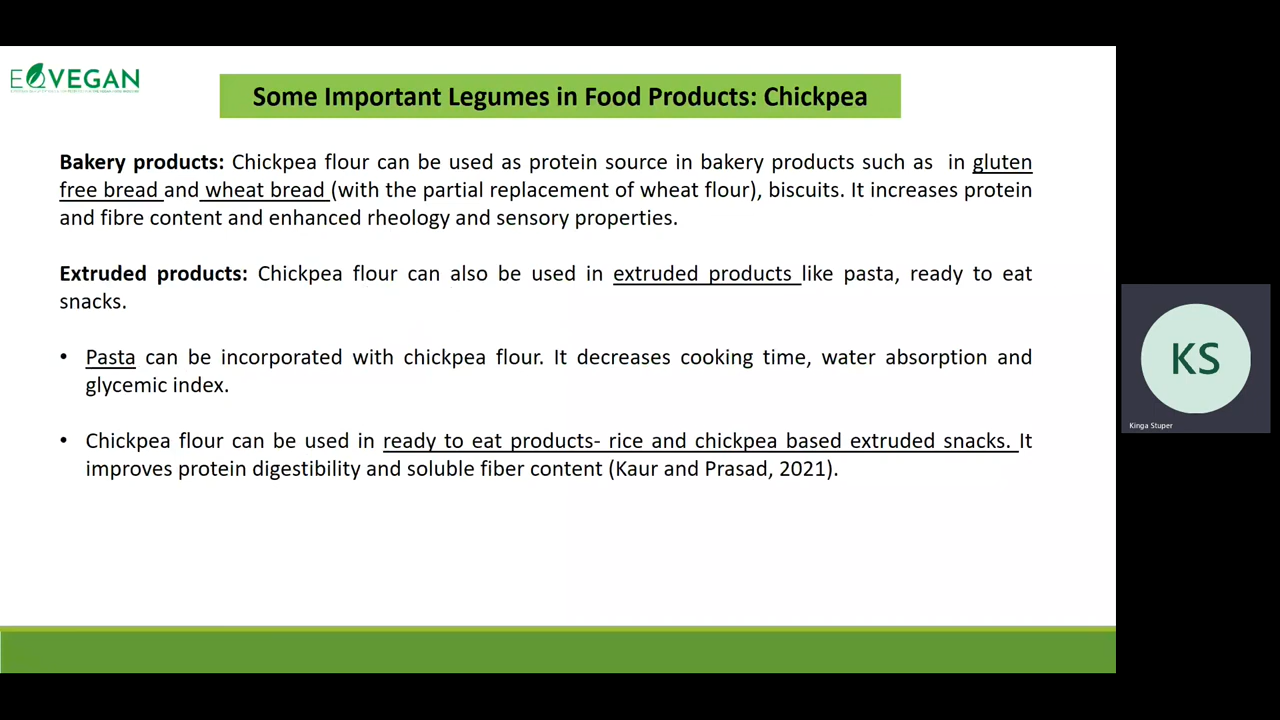 EQVEGAN
Some Important Legumes in Food Products: Chickpea
Bakery products: Chickpea flour can be used as protein source in bakery products such as in gluten
free bread and wheat bread (with the partial replacement of wheat flour), biscuits. It increases protein
and fibre content and enhanced rheology and sensory properties.
Extruded products: Chickpea flour can also be used in extruded products like pasta, ready to eat
snacks.
• Pasta can be incorporated with chickpea flour. It decreases cooking time, water absorption and
glycemic index.
• Chickpea flour can be used in ready to eat products- rice and chickpea based extruded snacks. It
improves protein digestibility and soluble fiber content (Kaur and Prasad, 2021).
KS
Kinga Stuper